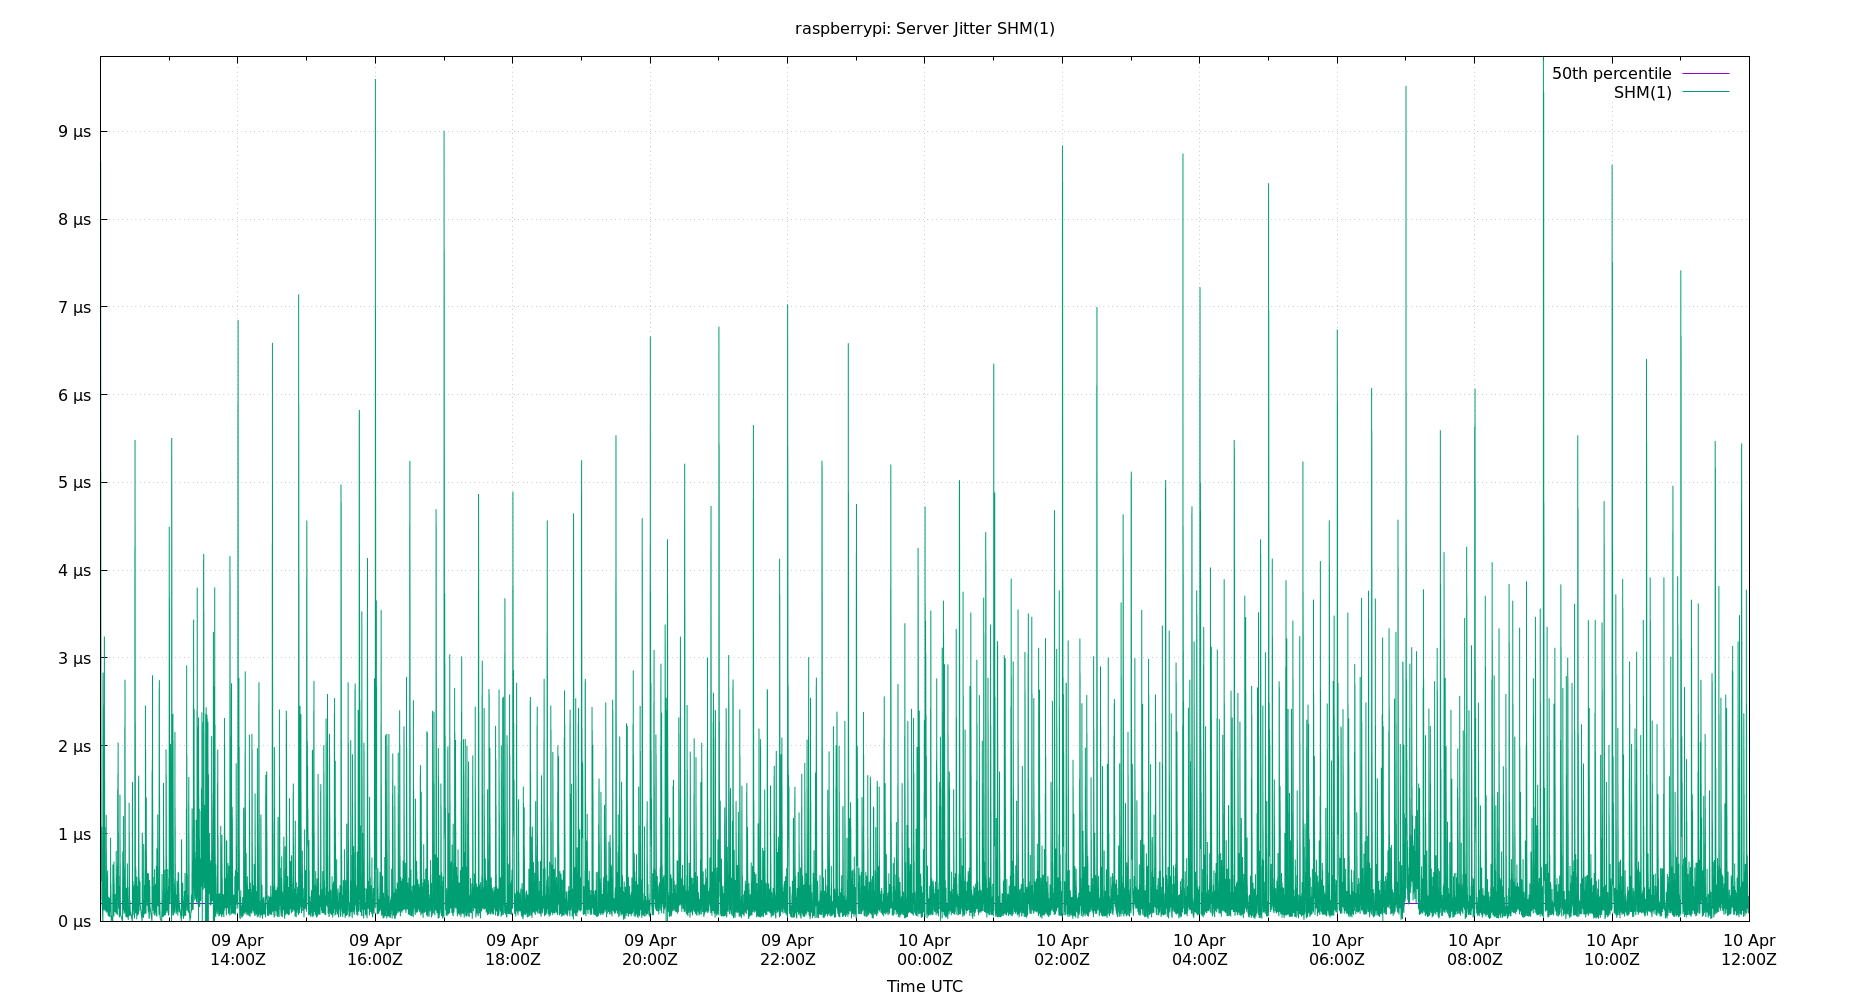 raspberrypi: Server Jitter SHM(1)
50th percentile
SHM(1)
9 µs
8 µs
7 µs
6 µs
5 µs
4 µs
3 µs
2 µs
1 µs
0 µs
09 Apr 09 Apr 09 Apr 09 Apr 09 Apr 10 Apr 10 Apr 10 Apr 10 Apr 10 Apr 10 Apr 10 Apr
14:00Z 16:00Z 18:00Z 20:00Z 22:00Z 00:00Z 02:00Z 04:00Z 06:00Z 08:00Z 10:00Z 12:00Z
Time UTC